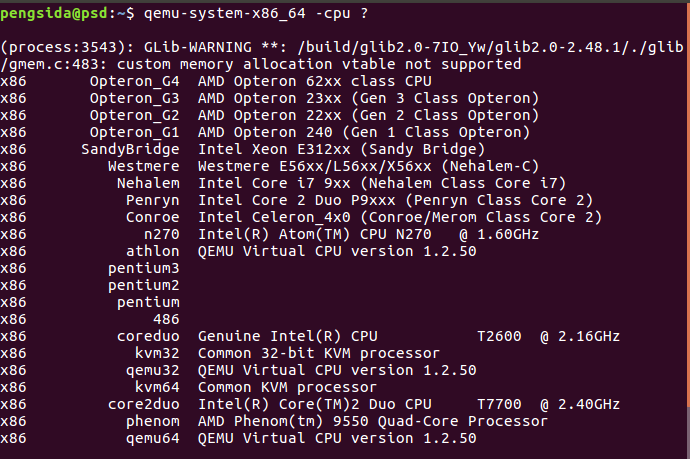 pengsida@psd:~$ qemu-system-x86_64 -cpu ?
(process:3543): GLib-WARNING **: /build/glib2.0-7IO_Yw/glib2.0-2.48.1/./glib
/gmem.c:483: custom memory allocation vtable not supported
x86       Opteron_G4  AMD Opteron 62xx class CPU
x86       Opteron_G3  AMD Opteron 23xx (Gen 3 Class Opteron)
x86       Opteron_G2  AMD Opteron 22xx (Gen 2 Class Opteron)
x86       Opteron_G1  AMD Opteron 240 (Gen 1 Class Opteron)
x86      SandyBridge  Intel Xeon E312xx (Sandy Bridge)
x86         Westmere  Westmere E56xx/L56xx/X56xx (Nehalem-C)
x86          Nehalem  Intel Core i7 9xx (Nehalem Class Core i7)
x86           Penryn  Intel Core 2 Duo P9xxx (Penryn Class Core 2)
x86           Conroe  Intel Celeron_4x0 (Conroe/Merom Class Core 2)
x86             n270  Intel(R) Atom(TM) CPU N270   @ 1.60GHz
x86           athlon  QEMU Virtual CPU version 1.2.50
x86         pentium3
x86         pentium2
x86          pentium
x86              486
x86          coreduo  Genuine Intel(R) CPU           T2600  @ 2.16GHz
x86            kvm32  Common 32-bit KVM processor
x86           qemu32  QEMU Virtual CPU version 1.2.50
x86            kvm64  Common KVM processor
x86         core2duo  Intel(R) Core(TM)2 Duo CPU     T7700  @ 2.40GHz
x86           phenom  AMD Phenom(tm) 9550 Quad-Core Processor
x86           qemu64  QEMU Virtual CPU version 1.2.50